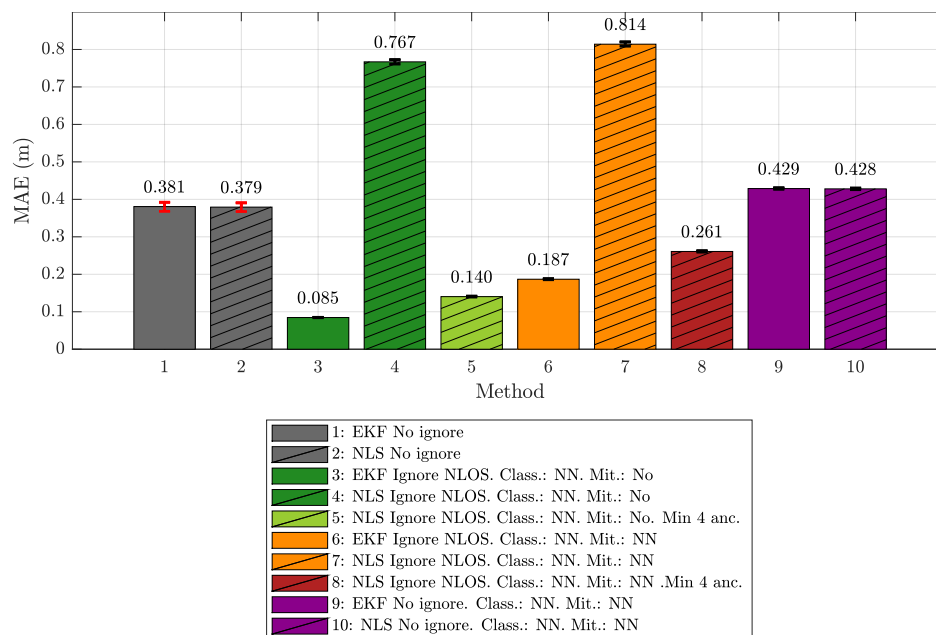 0.814
0.767
0.8
0.7
0.6
0.5
0.429 0.428
0.381 0.379
0.4
0.3
0.261
0.187
0.2
0.140
0.085
0.1
0
MAE (m)
1 2 3 4 5 6 7 8 9 10
Method
1: EKF No ignore
2: NLS No ignore
3: EKF Ignore NLOS. Class.: NN. Mit.: No
4: NLS Ignore NLOS. Class.: NN. Mit.: No
5: NLS Ignore NLOS. Class.: NN. Mit.: No. Min 4 anc.
6: EKF Ignore NLOS. Class.: NN. Mit.: NN
7: NLS Ignore NLOS. Class.: NN. Mit.: NN
8: NLS Ignore NLOS. Class.: NN. Mit.: NN .Min 4 anc.
9: EKF No ignore. Class.: NN. Mit.: NN
10: NLS No ignore. Class.: NN. Mit.: NN